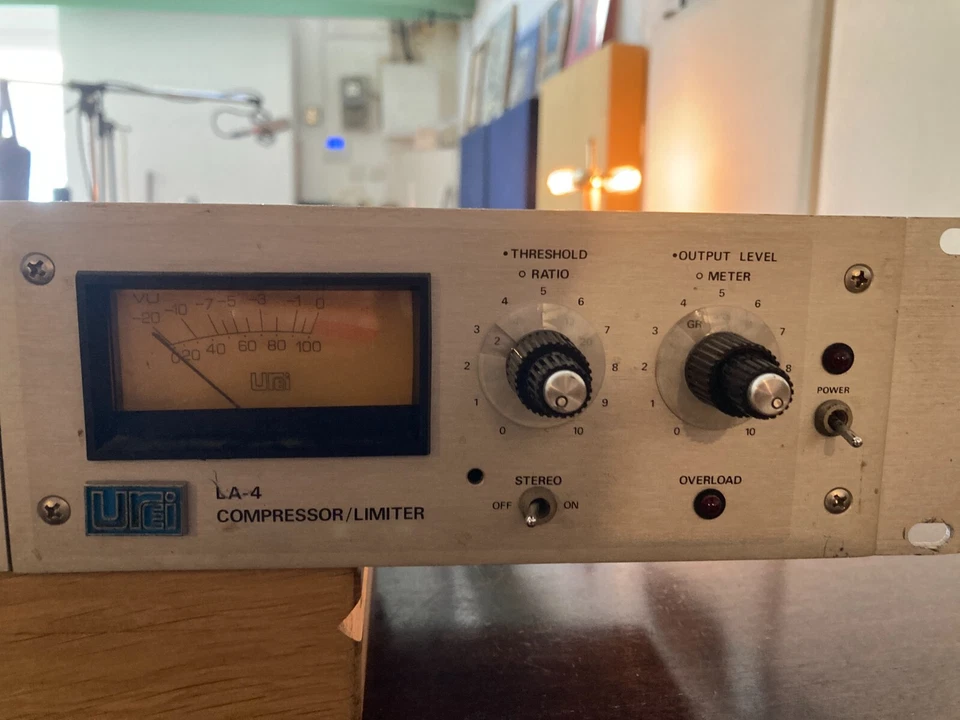 VU
-20 -10 -7 -5 -3 -1 0
0 20 40 60 80 100
urei
UREI
LA-4
COMPRESSOR/LIMITER
•THRESHOLD
○ RATIO
0 1 2 3 4 5 6 7 8 9 10
2 20
STEREO
OFF ON
•OUTPUT LEVEL
○ METER
0 1 2 3 4 5 6 7 8 10
GR
OVERLOAD
POWER